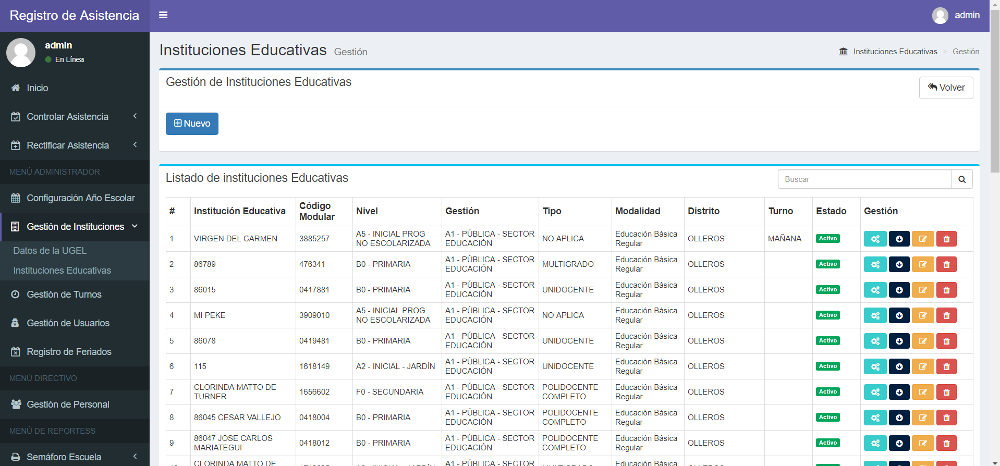 Registro de Asistencia
admin
admin
En Línea
Inicio
Controlar Asistencia
Rectificar Asistencia
MENÚ ADMINISTRADOR
Configuración Año Escolar
Gestión de Instituciones
Datos de la UGEL
Instituciones Educativas
Gestión de Turnos
Gestión de Usuarios
Registro de Feriados
MENÚ DIRECTIVO
Gestión de Personal
MENÚ DE REPORTESS
Semáforo Escuela
Instituciones Educativas Gestión
Instituciones Educativas > Gestión
Gestión de Instituciones Educativas
Volver
Nuevo
Listado de instituciones Educativas
Buscar
# Institución Educativa Código Modular Nivel Gestión Tipo Modalidad Distrito Turno Estado Gestión
1 VIRGEN DEL CARMEN 3885257 A5 - INICIAL PROG NO ESCOLARIZADA A1 - PÚBLICA - SECTOR EDUCACIÓN NO APLICA Educación Básica Regular OLLEROS MAÑANA Activo
2 86789 476341 B0 - PRIMARIA A1 - PÚBLICA - SECTOR EDUCACIÓN MULTIGRADO Educación Básica Regular OLLEROS Activo
3 86015 0417881 B0 - PRIMARIA A1 - PÚBLICA - SECTOR EDUCACIÓN UNIDOCENTE Educación Básica Regular OLLEROS Activo
4 MI PEKE 3909010 A5 - INICIAL PROG NO ESCOLARIZADA A1 - PÚBLICA - SECTOR EDUCACIÓN NO APLICA Educación Básica Regular OLLEROS Activo
5 86078 0419481 B0 - PRIMARIA A1 - PÚBLICA - SECTOR EDUCACIÓN UNIDOCENTE Educación Básica Regular OLLEROS Activo
6 115 1618149 A2 - INICIAL - JARDÍN A1 - PÚBLICA - SECTOR EDUCACIÓN UNIDOCENTE Educación Básica Regular OLLEROS Activo
7 CLORINDA MATTO DE TURNER 1656602 F0 - SECUNDARIA A1 - PÚBLICA - SECTOR EDUCACIÓN POLIDOCENTE COMPLETO Educación Básica Regular OLLEROS Activo
8 86045 CESAR VALLEJO 0418004 B0 - PRIMARIA A1 - PÚBLICA - SECTOR EDUCACIÓN POLIDOCENTE COMPLETO Educación Básica Regular OLLEROS Activo
9 86047 JOSE CARLOS MARIATEGUI 0418012 B0 - PRIMARIA A1 - PÚBLICA - SECTOR EDUCACIÓN POLIDOCENTE COMPLETO Educación Básica Regular OLLEROS Activo
CLORINDA MATTO DE A1 - PÚBLICA - SECTOR Educación Básica